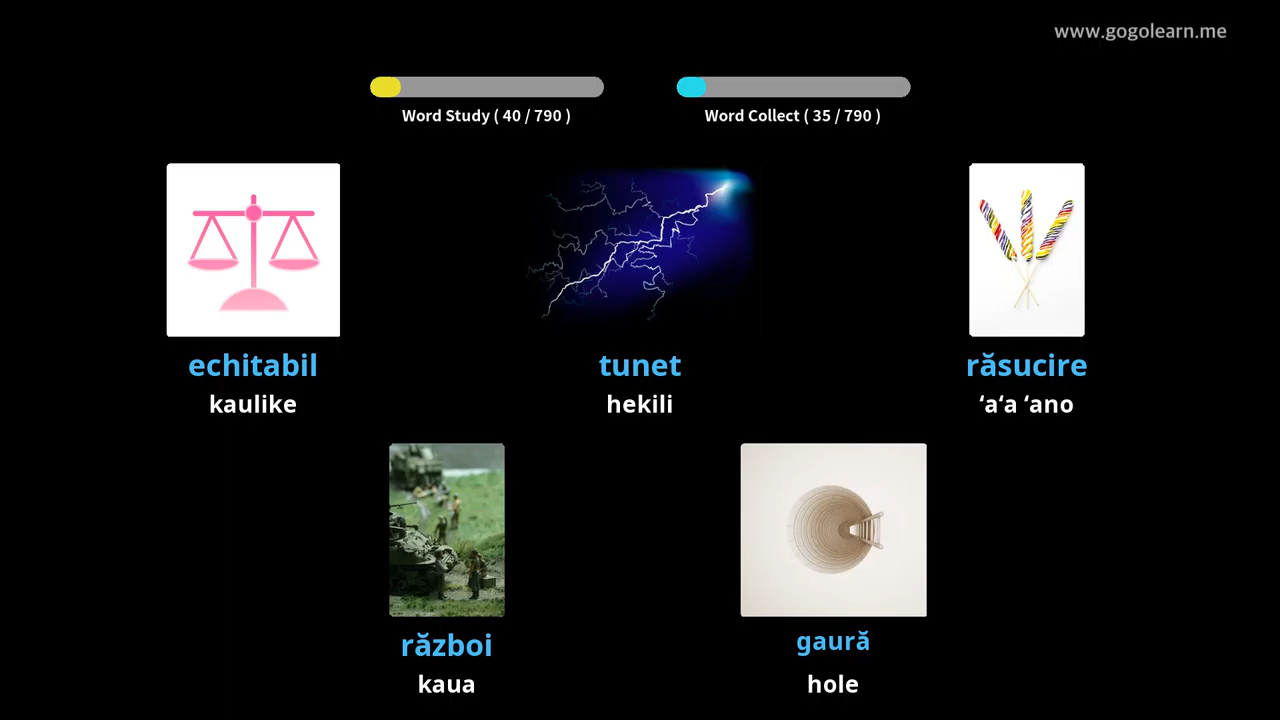 www.gogolearn.me
Word Study ( 40 / 790 )
Word Collect ( 35 / 790 )
echitabil
tunet
răsucire
kaulike
hekili
ʻaʻa ʻano
război
gaură
kaua
hole